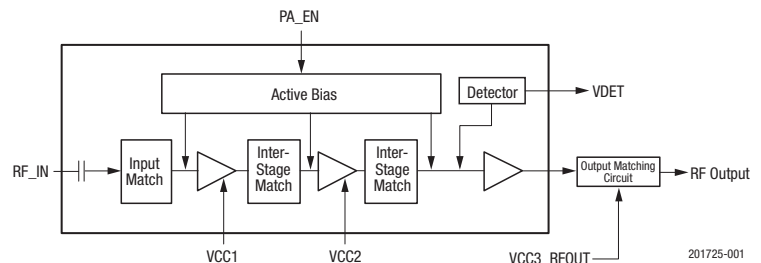 PA_EN
Active Bias
Detector
VDET
RF_IN
Input
Match
Inter-
Stage
Match
Inter-
Stage
Match
Output Matching
Circuit
RF Output
VCC1
VCC2
VCC3_RFOUT
201725-001